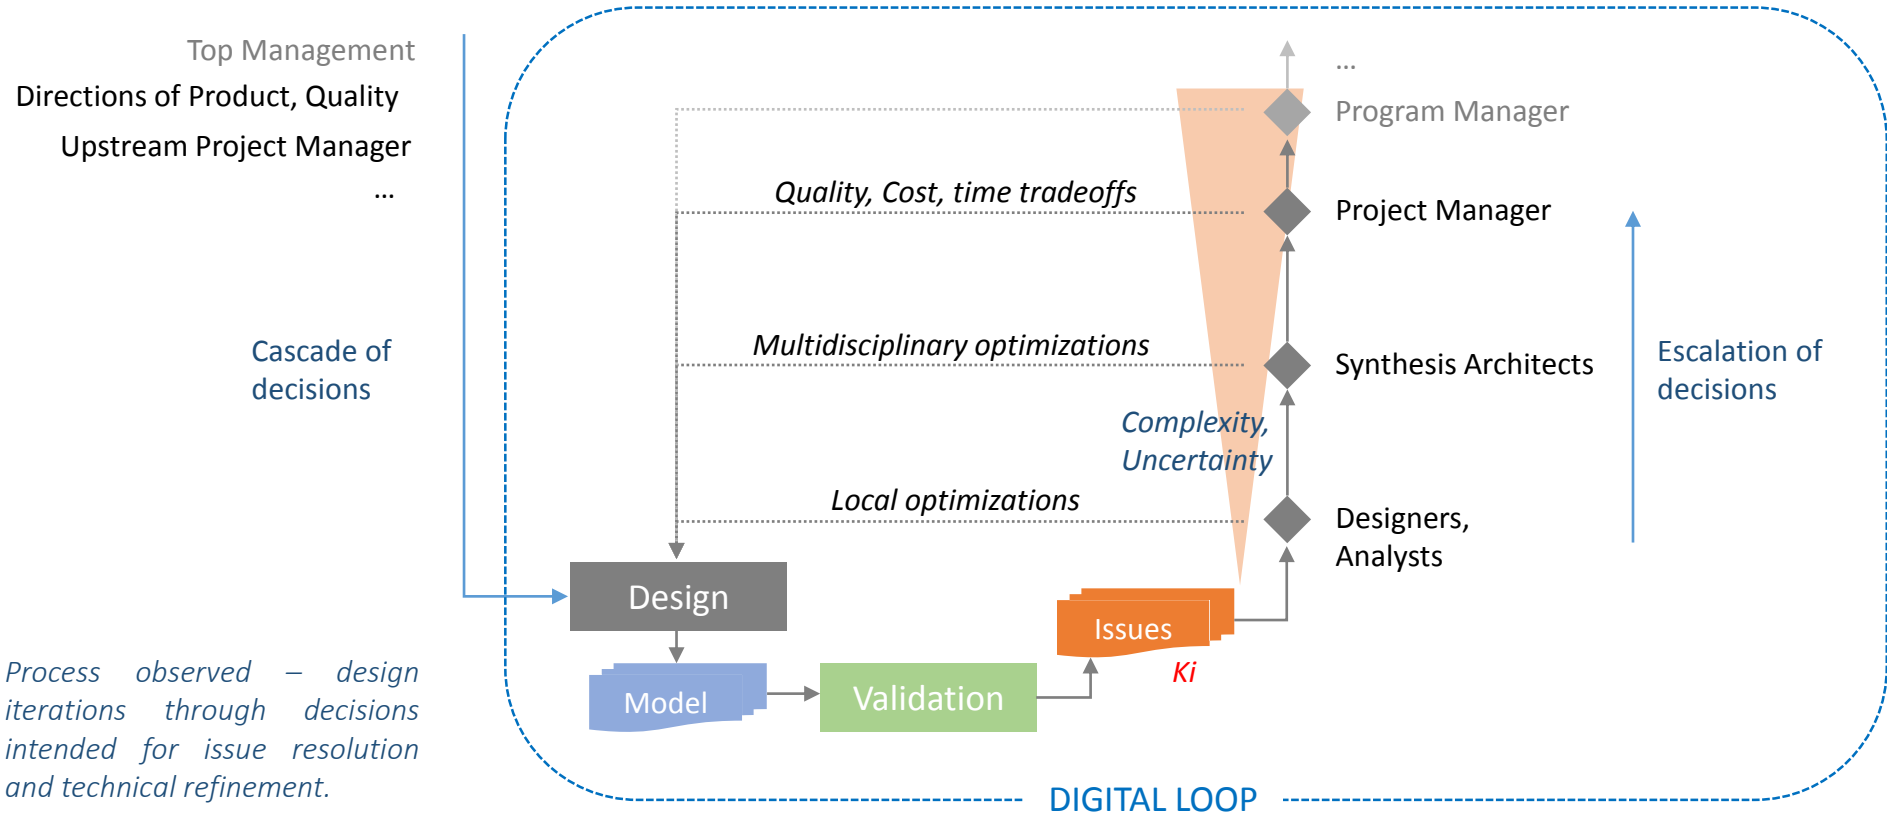 Top Management
Directions of Product, Quality
Upstream Project Manager
...
Cascade of
decisions
Process observed – design
iterations through decisions
intended for issue resolution
and technical refinement.
...
Program Manager
Quality, Cost, time tradeoffs
Project Manager
Multidisciplinary optimizations
Synthesis Architects
Escalation of
decisions
Complexity,
Uncertainty
Local optimizations
Designers,
Analysts
Design
Model
Validation
Issues
Ki
DIGITAL LOOP